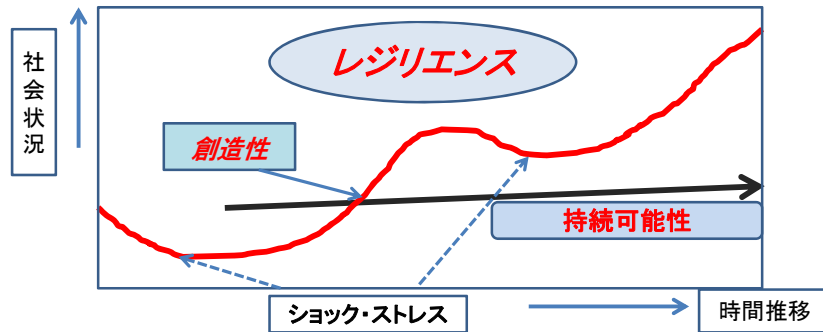 レジリエンス
社会状況
創造性
持続可能性
ショック・ストレス
時間推移